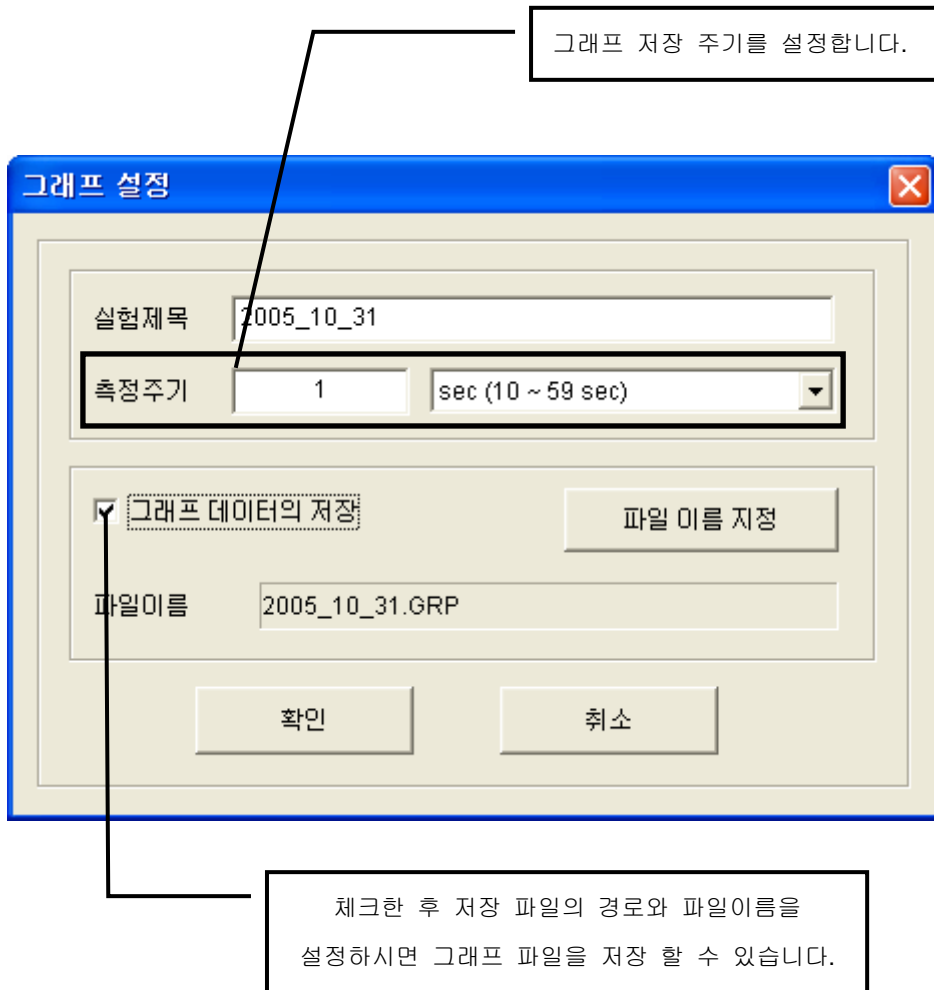 그래프 저장 주기를 설정합니다.
그래프 설정
실험제목 2005_10_31
측정주기 1 sec (10 ~ 59 sec)
그래프 데이터의 저장 파일 이름 지정
파일이름 2005_10_31.GRP
확인 취소
체크한 후 저장 파일의 경로와 파일이름을
설정하시면 그래프 파일을 저장 할 수 있습니다.